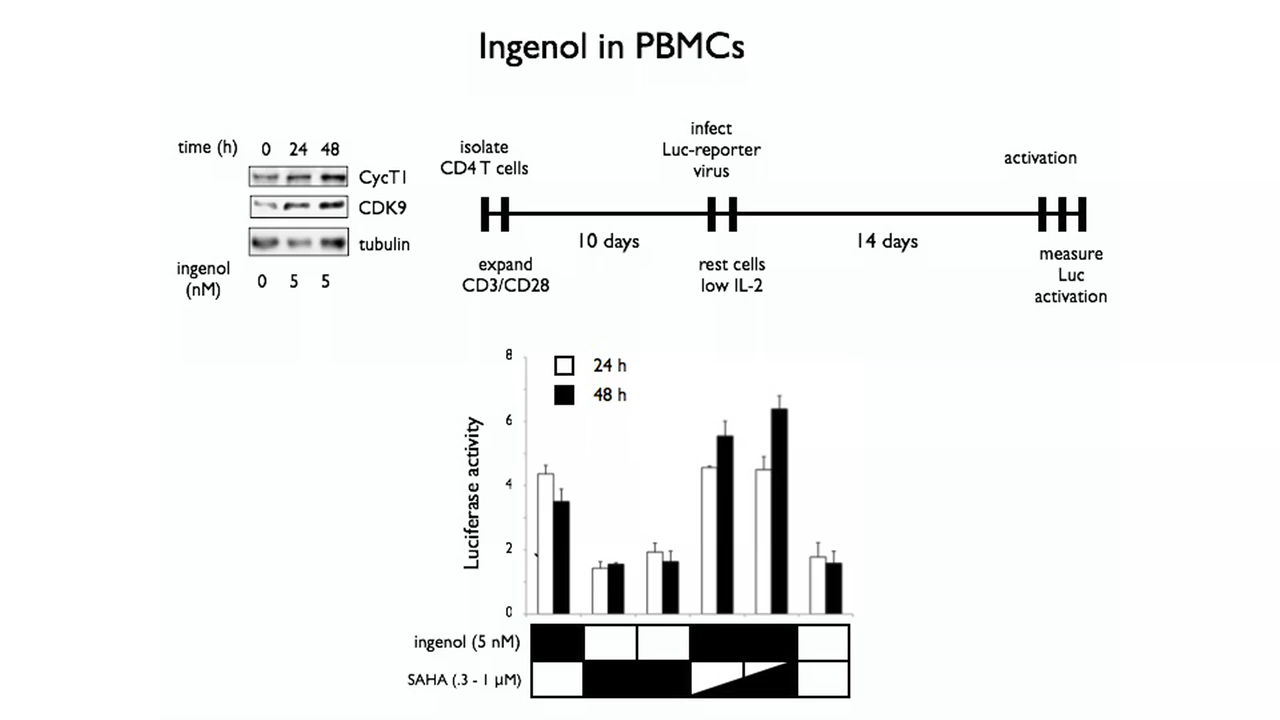 Ingenol in PBMCs
time (h) 0 24 48
CycT1
CDK9
tubulin
ingenol
(nM) 0 5 5
isolate
CD4 T cells
infect
Luc-reporter
virus
activation
10 days
14 days
expand
CD3/CD28
rest cells
low IL-2
measure
Luc
activation
8
6
4
2
0
Luciferase activity
24 h
48 h
ingenol (5 nM)
SAHA (.3 - 1 μM)